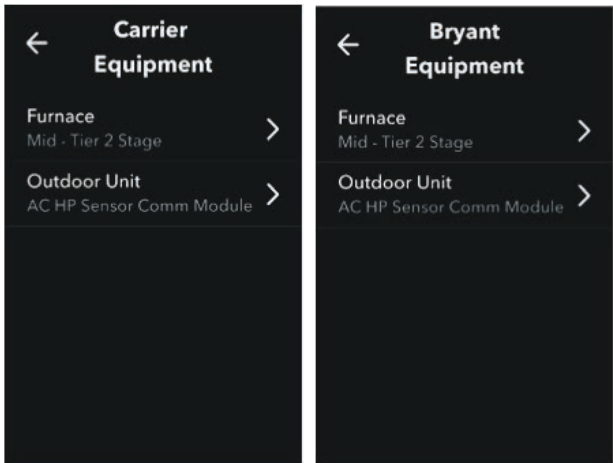 Carrier
Equipment
Furnace
Mid - Tier 2 Stage
Outdoor Unit
AC HP Sensor Comm Module
Bryant
Equipment
Furnace
Mid - Tier 2 Stage
Outdoor Unit
AC HP Sensor Comm Module